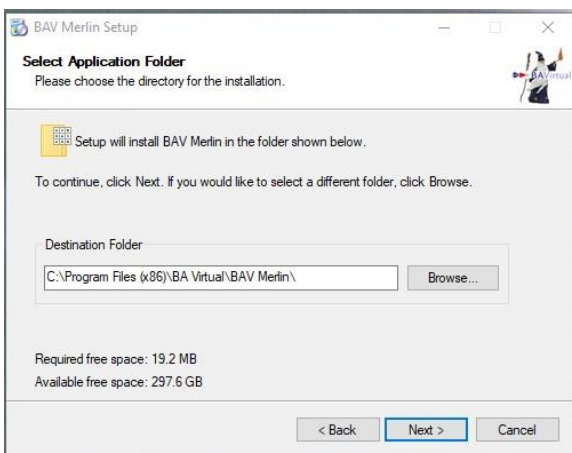 BAV Merlin Setup
Select Application Folder
Please choose the directory for the installation.
BAVirtual
Setup will install BAV Merlin in the folder shown below.
To continue, click Next. If you would like to select a different folder, click Browse.
Destination Folder
C:\Program Files (x86)\BA Virtual\BAV Merlin\
Browse...
Required free space: 19.2 MB
Available free space: 297.6 GB
< Back
Next >
Cancel